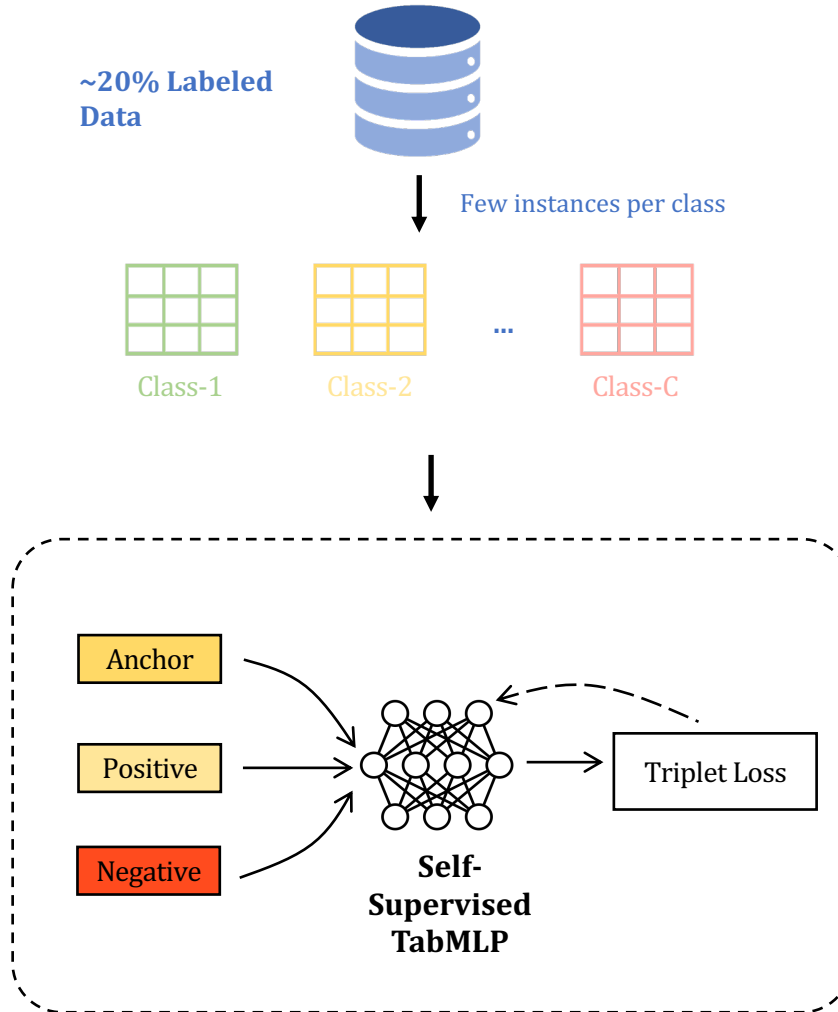 ~20% Labeled
Data
Few instances per class
...
Class-1
Class-2
Class-C
Anchor
Positive
Negative
Self-
Supervised
TabMLP
Triplet Loss